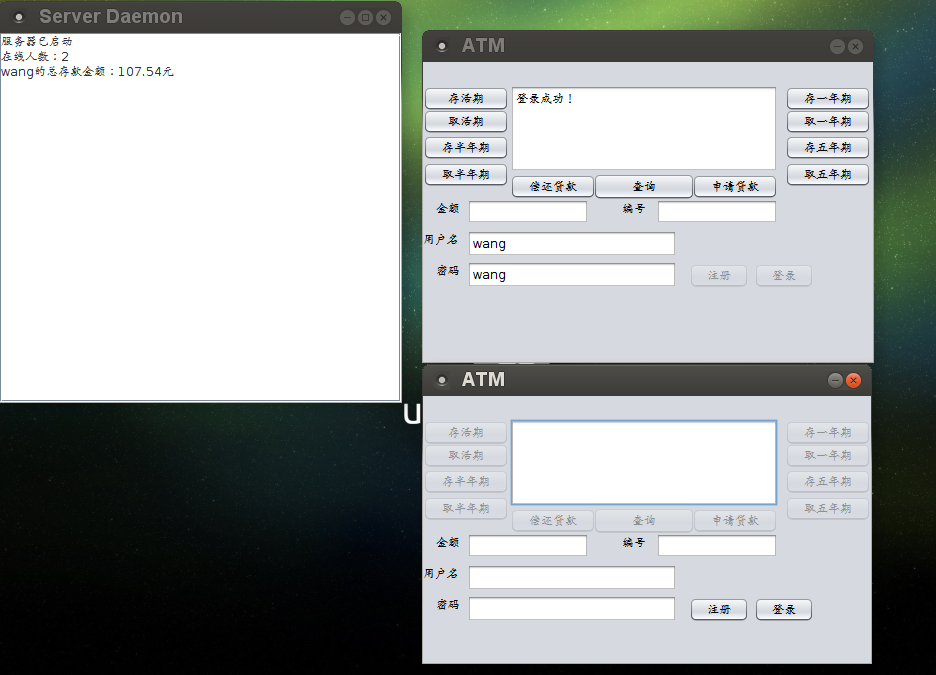 Server Daemon
服务器已启动
在线人数：2
wang的总存款金额：107.54元
ATM
存活期
登录成功！
存一年期
取活期
取一年期
存半年期
存五年期
取半年期
取五年期
偿还贷款 查询 申请贷款
金额 编号
用户名 wang
密码 wang 注册 登录
ATM
存活期 存一年期
取活期 取一年期
存半年期 存五年期
取半年期 取五年期
偿还贷款 查询 申请贷款
金额 编号
用户名
密码 注册 登录